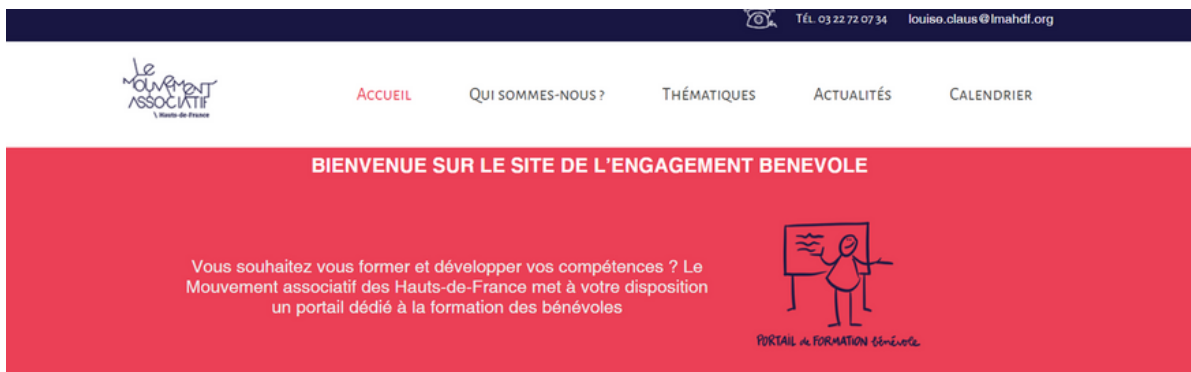 TÉL. 03 22 72 07 34 louise.claus@lmahdf.org
Le
MOUVEMENT
ASSOCIATIF
\ Hauts-de-France
ACCUEIL QUI SOMMES-NOUS ? THÉMATIQUES ACTUALITÉS CALENDRIER
BIENVENUE SUR LE SITE DE L'ENGAGEMENT BENEVOLE
Vous souhaitez vous former et développer vos compétences ? Le
Mouvement associatif des Hauts-de-France met à votre disposition
un portail dédié à la formation des bénévoles
PORTAIL de FORMATION bénévole